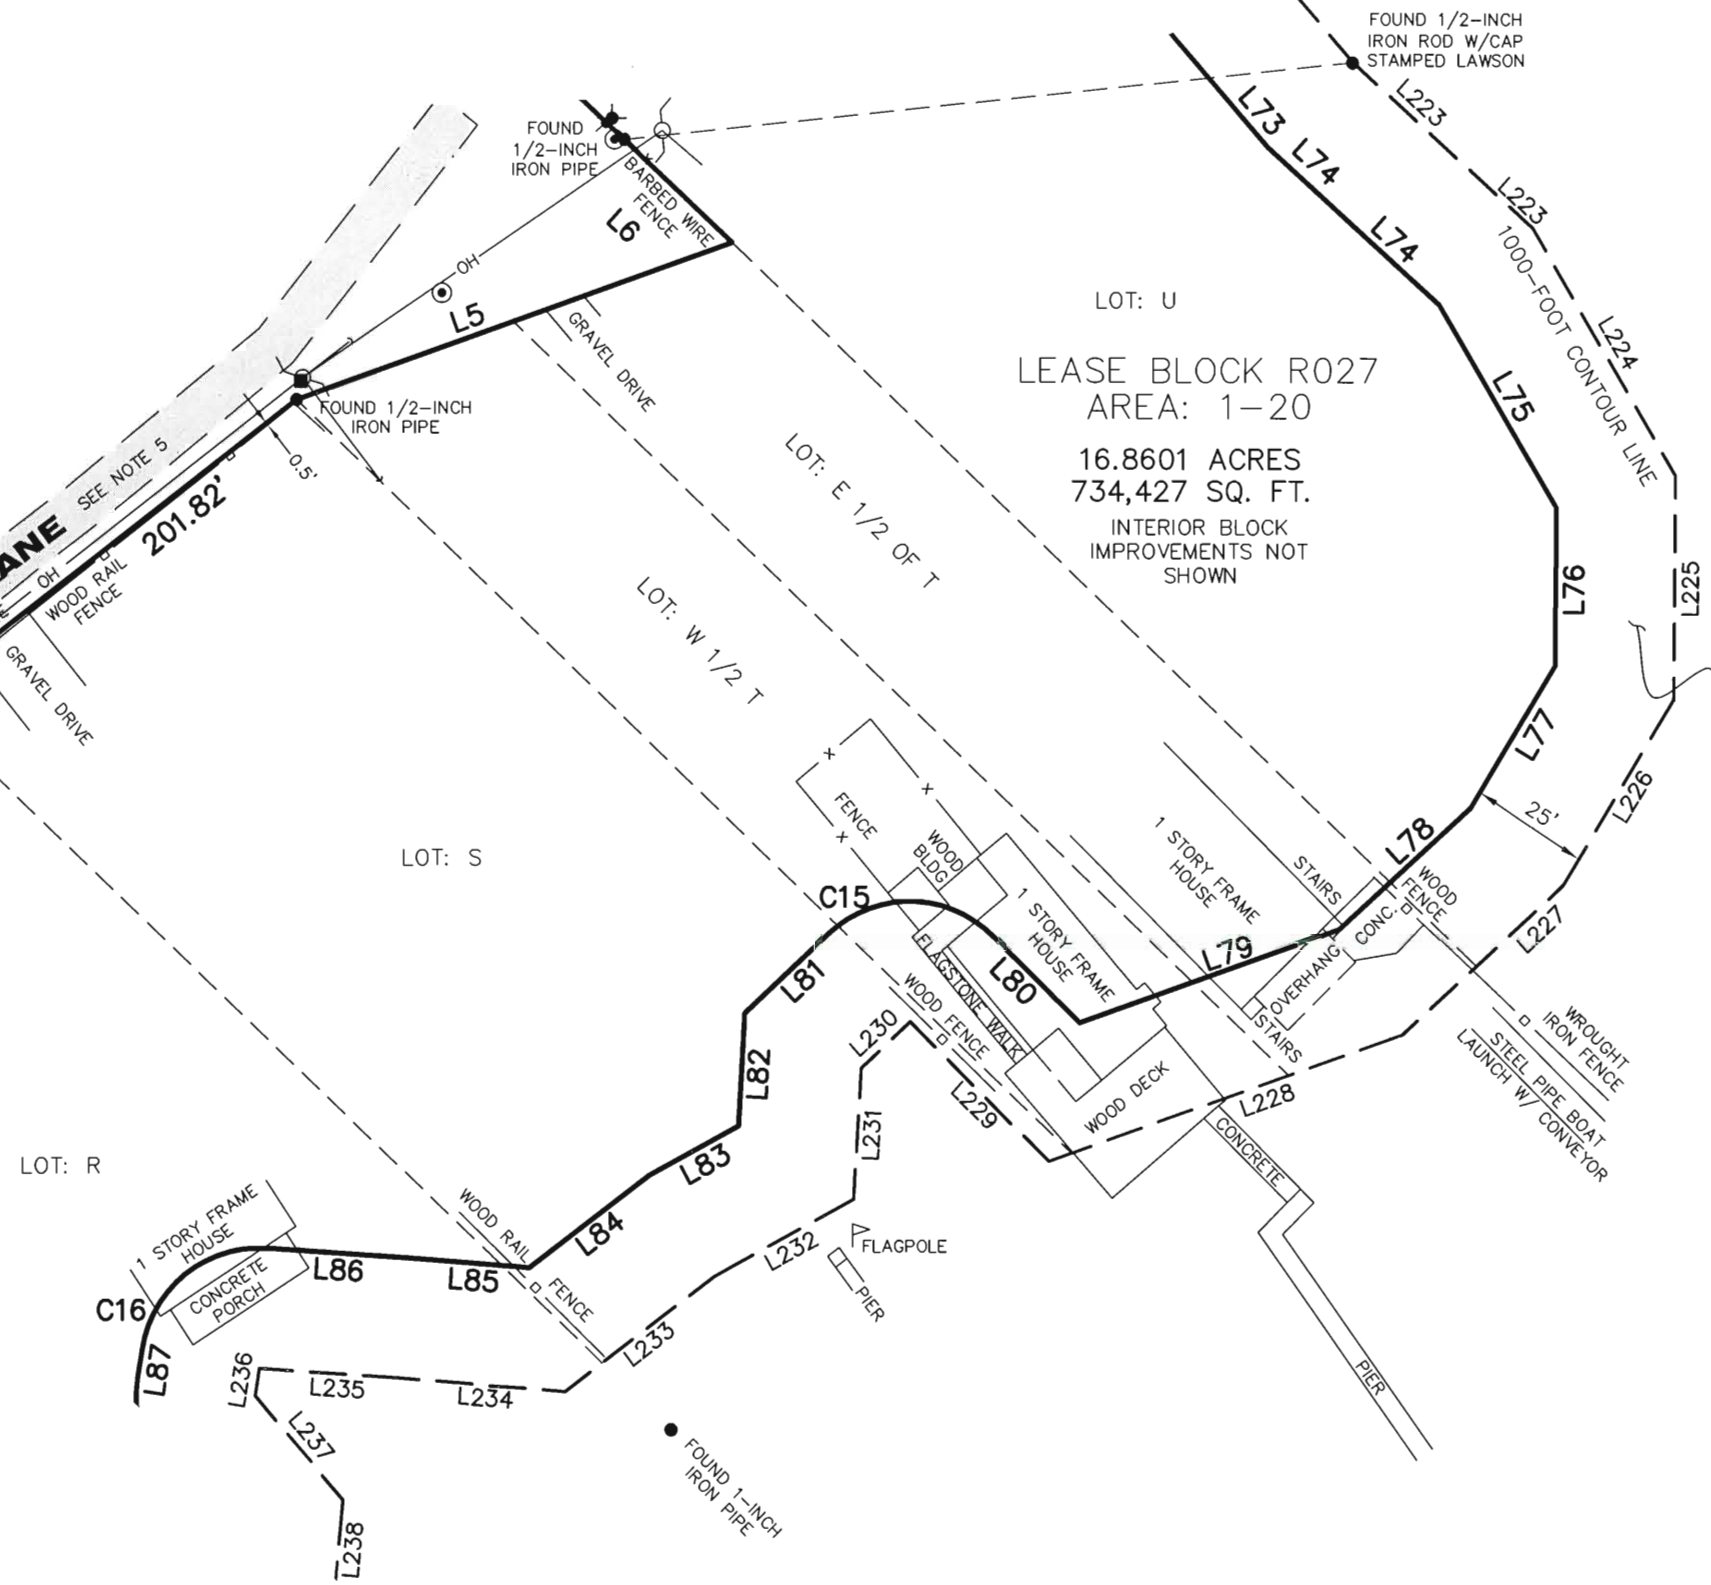 FOUND 1/2-INCH
IRON ROD W/CAP
STAMPED LAWSON
L223
L73
L74
FOUND
1/2-INCH
IRON PIPE
BARBED WIRE
FENCE
L6
L223
L74
1000-FOOT CONTOUR LINE
OH
L5
GRAVEL DRIVE
LOT: U
LEASE BLOCK R027
AREA: 1-20
16.8601 ACRES
734,427 SQ. FT.
INTERIOR BLOCK
IMPROVEMENTS NOT
SHOWN
L224
L75
FOUND 1/2-INCH
IRON PIPE
0.5'
SEE NOTE 5
201.82'
ANE
OH
WOOD RAIL
FENCE
GRAVEL DRIVE
LOT: E 1/2 OF T
LOT: W 1/2 T
L76
L225
L77
L226
25'
L78
LOT: S
FENCE
WOOD
BLDG
1 STORY FRAME
HOUSE
STAIRS
WOOD
FENCE
CONC.
OVERHANG
C15
1 STORY FRAME
HOUSE
L79
L227
L81
L80
FLAGSTONE WALK
WOOD FENCE
STAIRS
WROUGHT
IRON FENCE
STEEL PIPE BOAT
LAUNCH W/ CONVEYOR
L230
L82
L231
L229
WOOD DECK
L228
CONCRETE
LOT: R
L83
L84
WOOD RAIL
FENCE
L232
FLAGPOLE
PIER
1 STORY FRAME
HOUSE
CONCRETE
PORCH
L86
L85
C16
L87
L233
L236
L235
L234
PIER
L237
FOUND 1-INCH
IRON PIPE
L238